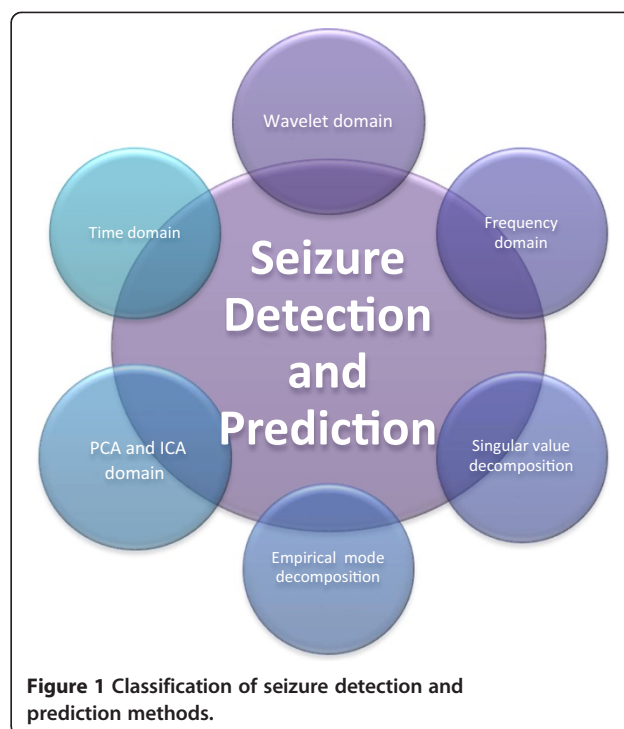 Wavelet domain
Frequency
domain
Time domain
Seizure
Detection
and
Prediction
PCA and ICA
domain
Singular value
decomposition
Empirical mode
decomposition
Figure 1 Classification of seizure detection and
prediction methods.